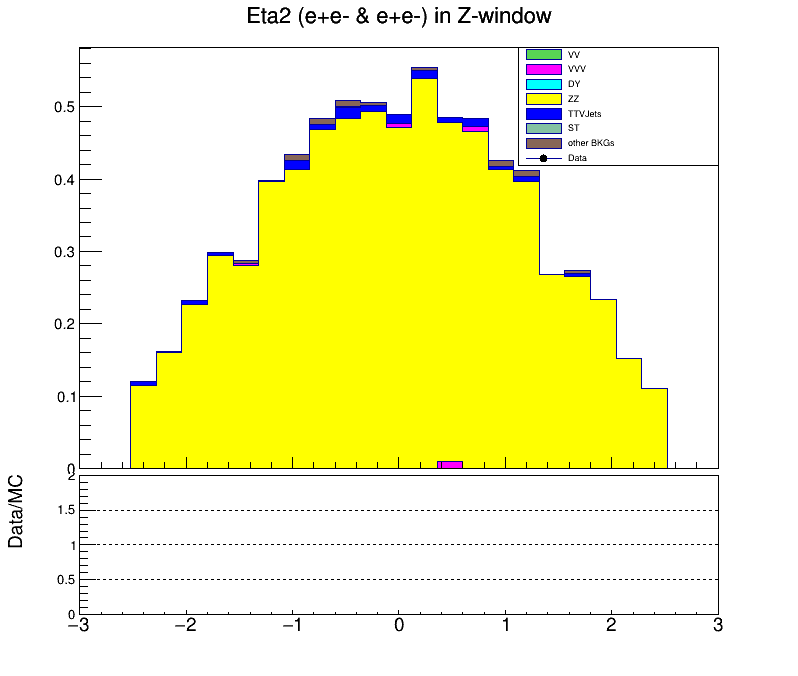 Eta2 (e+e- & e+e-) in Z-window
VV
VVV
DY
ZZ
TTVJets
ST
other BKGs
Data
0.5
0.4
0.3
0.2
0.1
0
Data/MC
2
1.5
1
0.5
0
−3 −2 −1 0 1 2 3